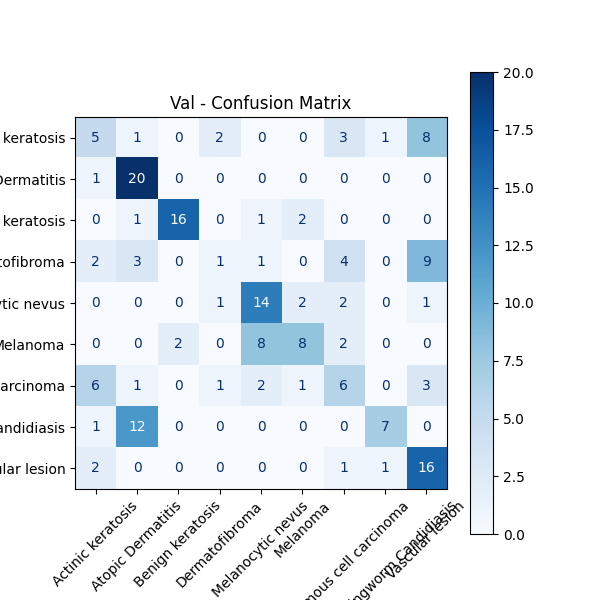 Val - Confusion Matrix
keratosis 5 1 0 2 0 0 3 1 8
Dermatitis 1 20 0 0 0 0 0 0 0
keratosis 0 1 16 0 1 2 0 0 0
tofibroma 2 3 0 1 1 0 4 0 9
ytic nevus 0 0 0 1 14 2 2 0 1
Melanoma 0 0 2 0 8 8 2 0 0
arcinoma 6 1 0 1 2 1 6 0 3
andidiasis 1 12 0 0 0 0 0 7 0
ular lesion 2 0 0 0 0 0 1 1 16
Actinic keratosis
Atopic Dermatitis
Benign keratosis
Dermatofibroma
Melanocytic nevus
Melanoma
mous cell carcinoma
ngworm Candidiasis
Vascular lesion
20.0
17.5
15.0
12.5
10.0
7.5
5.0
2.5
0.0